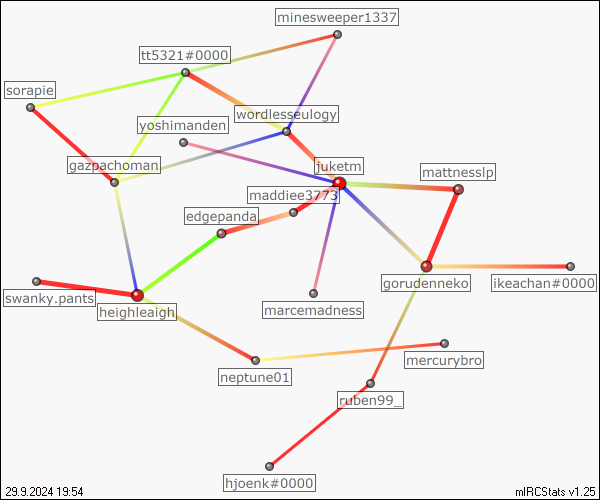 minesweeper1337
tt5321#0000
sorapie
wordlesseulogy
yoshimanden
gazpachoman
juketm
mattnesslp
maddiee3773
edgepanda
gorudenneko
ikeachan#0000
swanky.pants
heighleaigh
marcemadness
mercurybro
neptune01
ruben99_
hjoenk#0000
29.9.2024 19:54
mIRCStats v1.25